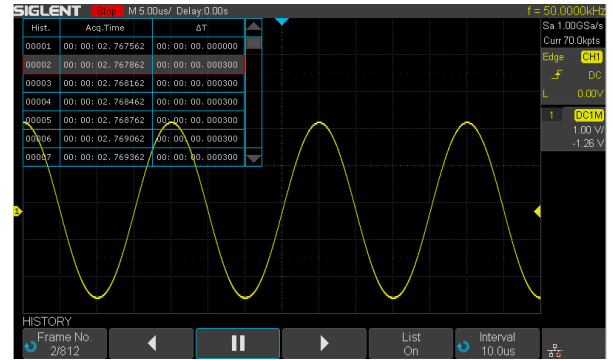 SIGLENT Stop M 5.00us/ Delay:0.00s f = 50.0000kHz
Sa 1.00GSa/s
Curr 70.0kpts
Edge CH1
DC
L 0.00V
1 DC1M
1.00 V/
-1.26 V
Hist. Acq.Time ΔT
00001 00: 00: 02. 767562 00: 00: 00. 000000
00002 00: 00: 02. 767862 00: 00: 00. 000300
00003 00: 00: 02. 768162 00: 00: 00. 000300
00004 00: 00: 02. 768462 00: 00: 00. 000300
00005 00: 00: 02. 768762 00: 00: 00. 000300
00006 00: 00: 02. 769062 00: 00: 00. 000300
00007 00: 00: 02. 769362 00: 00: 00. 000300
1
HISTORY
Frame No. List Interval
2/812 On 10.0us